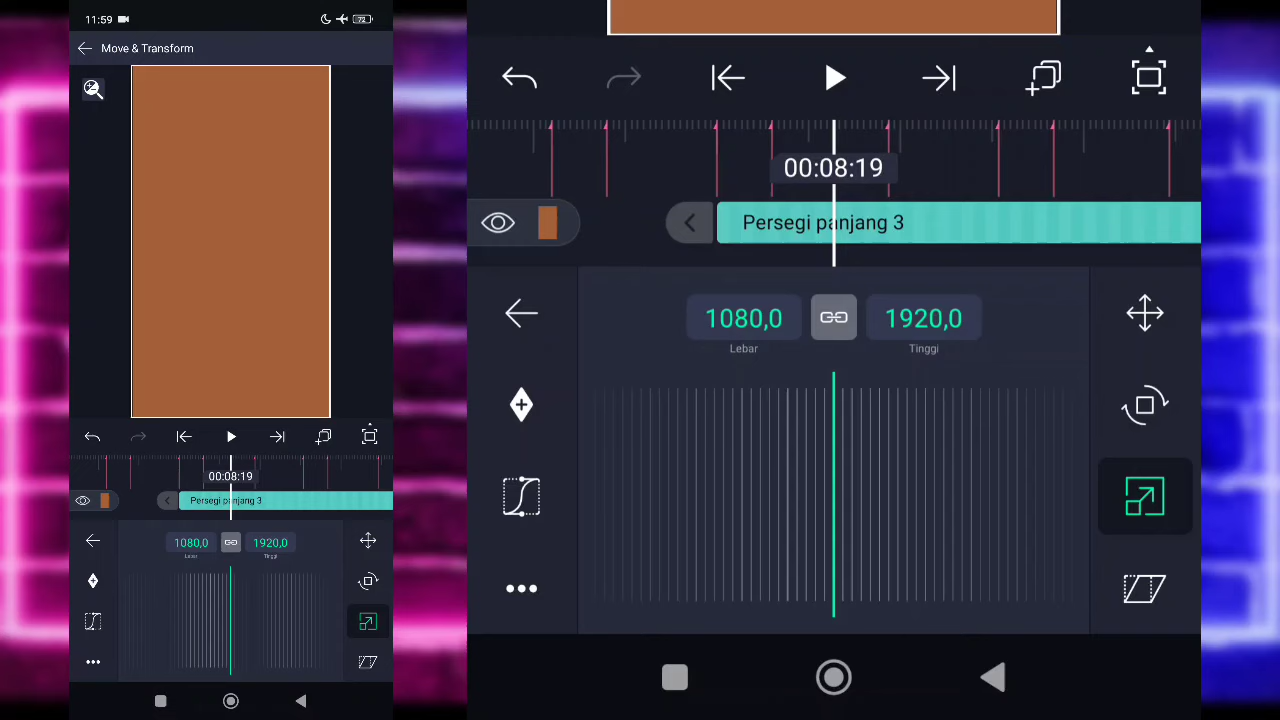 11:59
72
Move & Transform
00:08:19
Persegi panjang 3
1080,0
1920,0
Lebar
Tinggi
00:08:19
Persegi panjang 3
1080,0
1920,0
Lebar
Tinggi